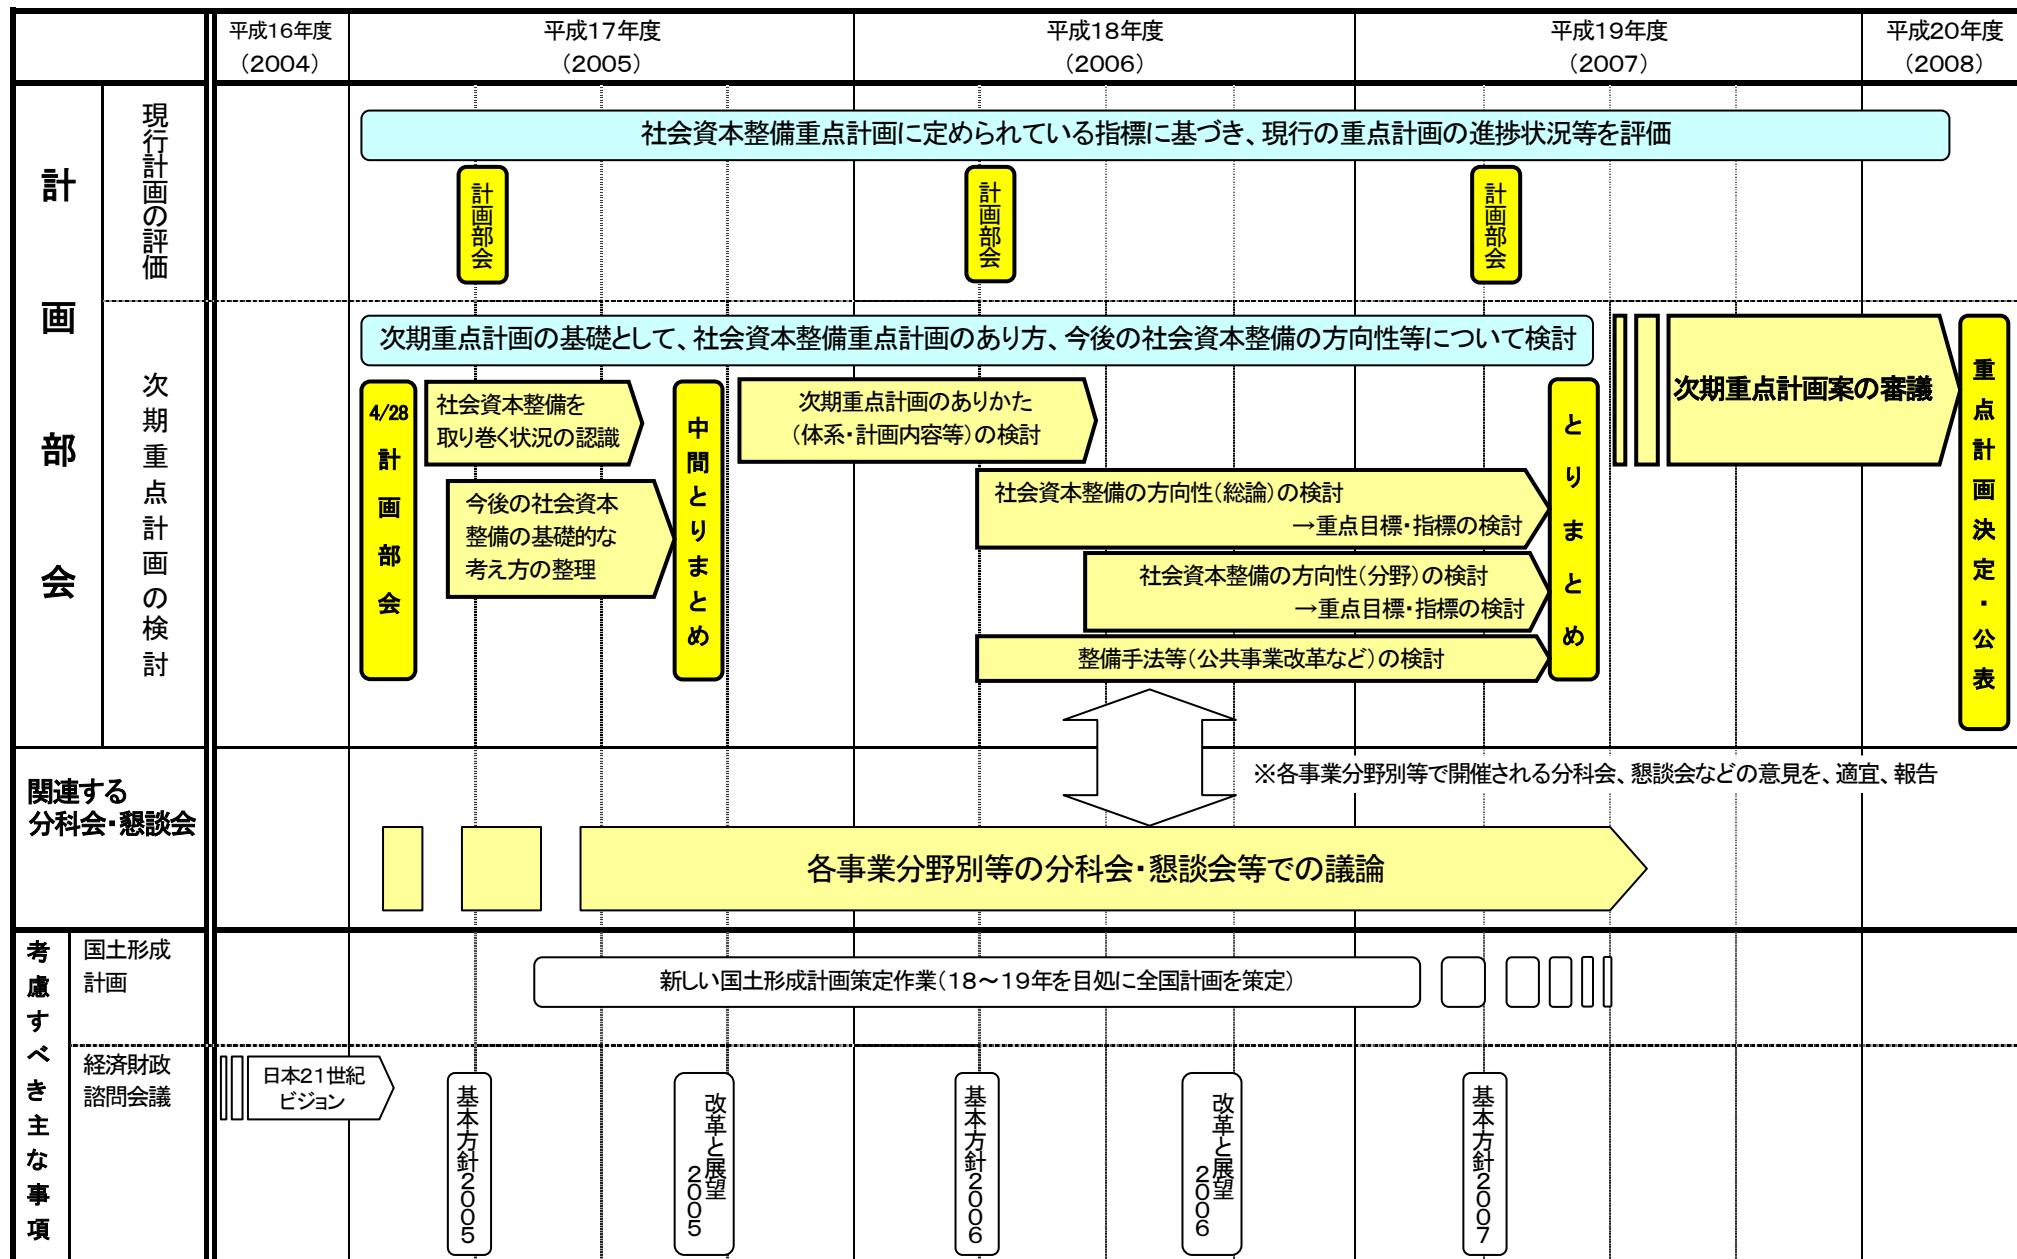 平成16年度
（2004）
平成17年度
（2005）
平成18年度
（2006）
平成19年度
（2007）
平成20年度
（2008）
計画部会
現行計画の評価
社会資本整備重点計画に定められている指標に基づき、現行の重点計画の進捗状況等を評価
計画部会
計画部会
計画部会
次期重点計画の検討
次期重点計画の基礎として、社会資本整備重点計画のあり方、今後の社会資本整備の方向性等について検討
4/28
計画部会
社会資本整備を
取り巻く状況の認識
今後の社会資本
整備の基礎的な
考え方の整理
中間とりまとめ
次期重点計画のありかた
（体系・計画内容等）の検討
社会資本整備の方向性（総論）の検討
→重点目標・指標の検討
社会資本整備の方向性（分野）の検討
→重点目標・指標の検討
整備手法等（公共事業改革など）の検討
とりまとめ
次期重点計画案の審議
重点計画決定・公表
関連する
分科会・懇談会
※各事業分野別等で開催される分科会、懇談会などの意見を、適宜、報告
各事業分野別等の分科会・懇談会等での議論
考慮すべき主な事項
国土形成
計画
新しい国土形成計画策定作業（18～19年を目処に全国計画を策定）
経済財政
諮問会議
日本21世紀
ビジョン
基本方針2005
改革と展望
2005
基本方針2006
改革と展望
2006
基本方針2007